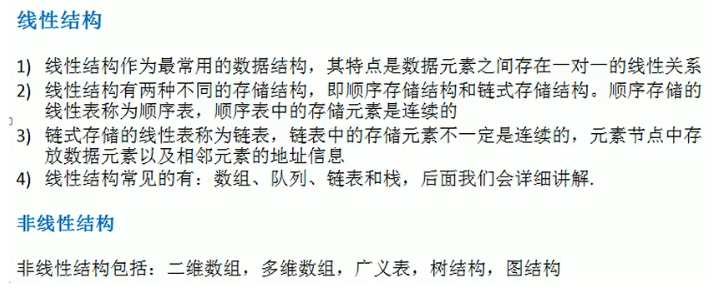 线性结构
1) 线性结构作为最常用的数据结构，其特点是数据元素之间存在一对一的线性关系
2) 线性结构有两种不同的存储结构，即顺序存储结构和链式存储结构。顺序存储的
线性表称为顺序表，顺序表中的存储元素是连续的
3) 链式存储的线性表称为链表，链表中的存储元素不一定是连续的，元素节点中存
放数据元素以及相邻元素的地址信息
4) 线性结构常见的有：数组、队列、链表和栈，后面我们会详细讲解.
非线性结构
非线性结构包括：二维数组，多维数组，广义表，树结构，图结构